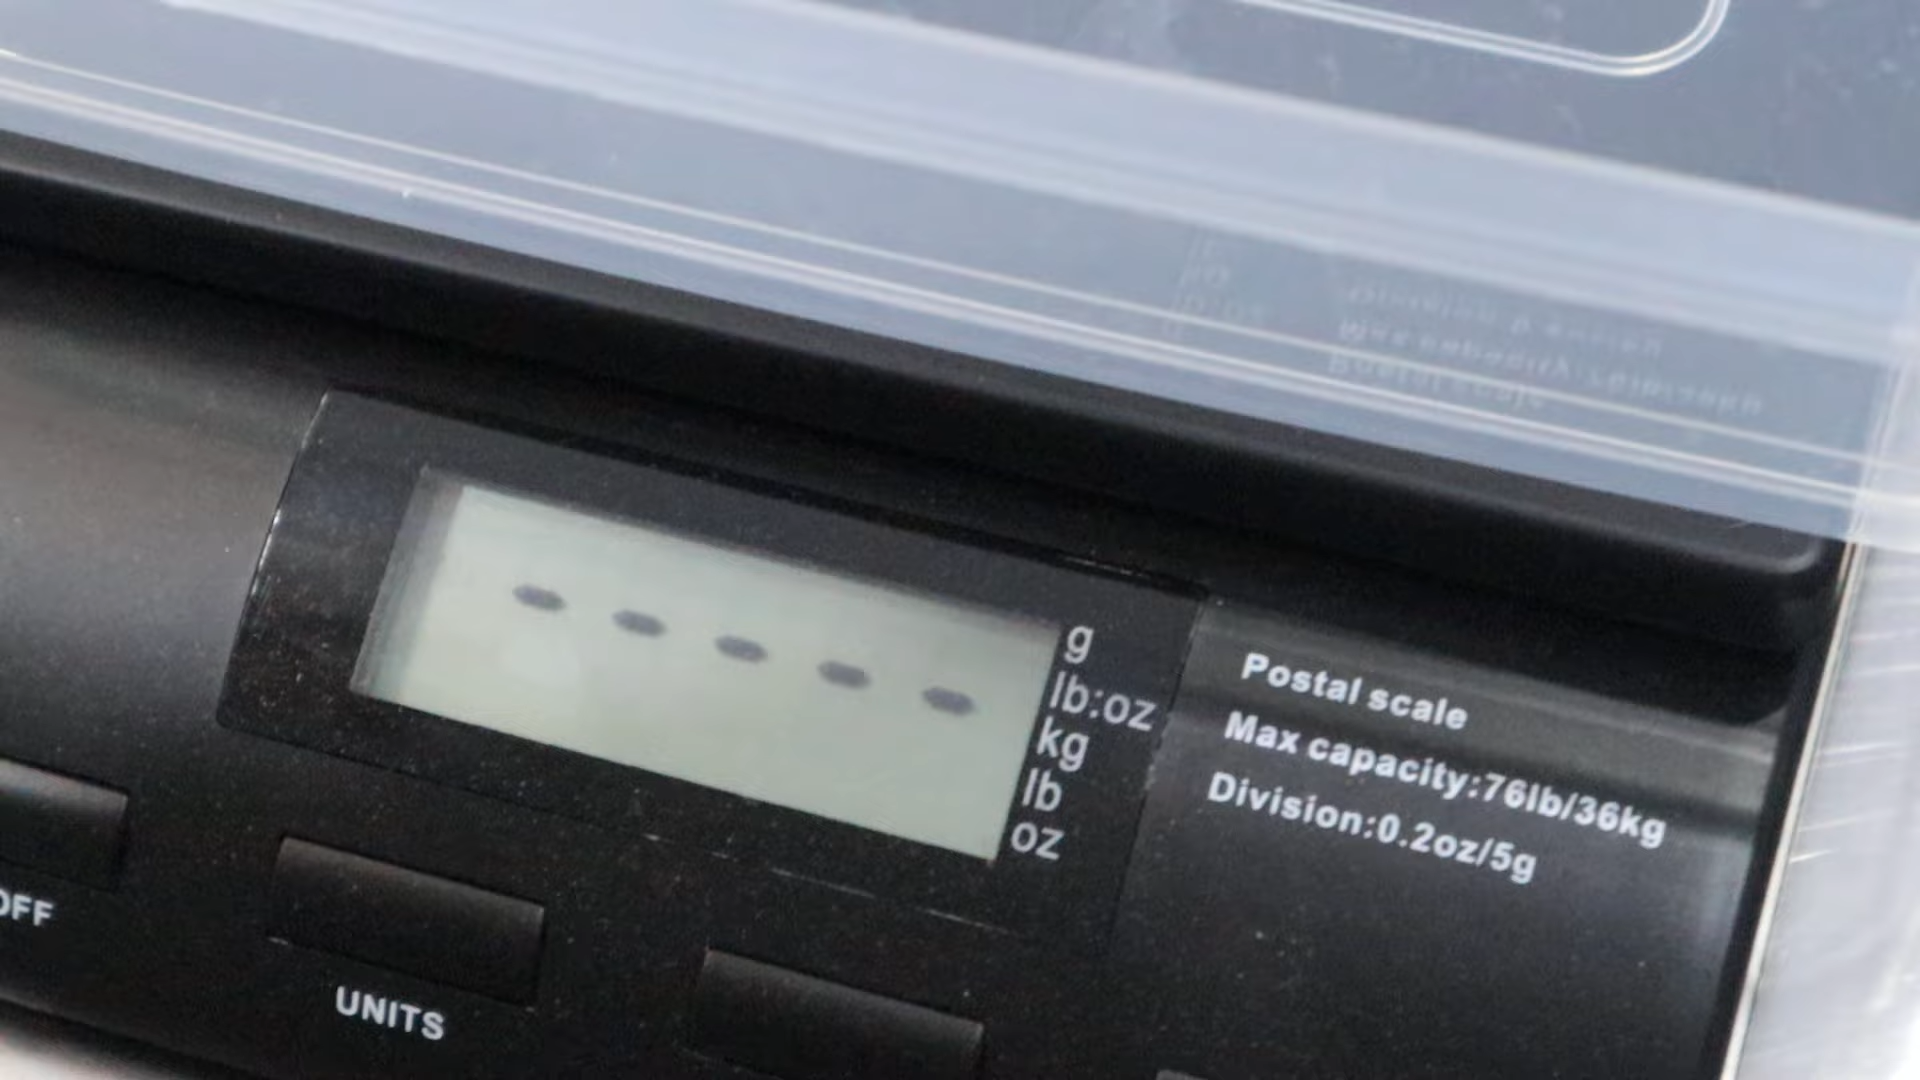 - - - - -
g
lb:oz
kg
lb
oz
Postal scale
Max capacity:76lb/36kg
Division:0.2oz/5g
OFF
UNITS